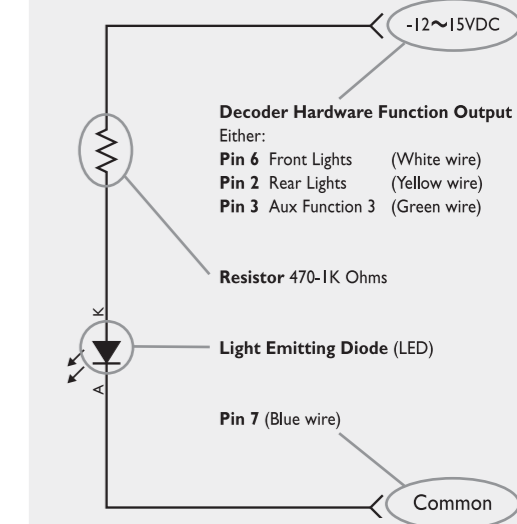 -12~15VDC
Decoder Hardware Function Output
Either:
Pin 6 Front Lights (White wire)
Pin 2 Rear Lights (Yellow wire)
Pin 3 Aux Function 3 (Green wire)
Resistor 470-1K Ohms
K
Light Emitting Diode (LED)
A
Pin 7 (Blue wire)
Common